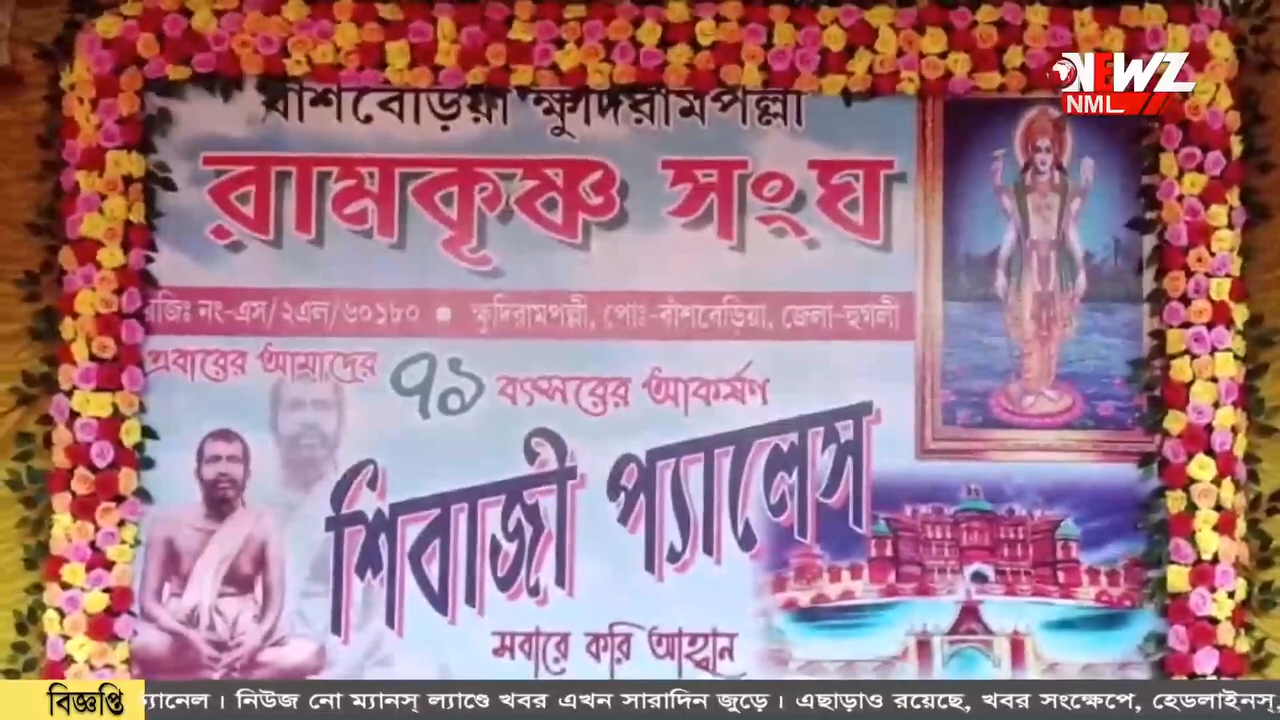 বাঁশবেড়িয়া ক্ষুদিরামপল্লী
রামকৃষ্ণ সংঘ
রজিঃ নং-এস/২এল/৬০১৮০ ● ক্ষুদিরামপল্লী, পোঃ-বাঁশবেড়িয়া, জেলা-হুগলী
এবারের আমাদের ৭১ বৎসরের আকর্ষণ
শিবাজী প্যালেস
সবারে করি আহ্বান
NEWZ
NML
বিজ্ঞপ্তি
চ্যানেল । নিউজ নো ম্যানস্ ল্যাণ্ডে খবর এখন সারাদিন জুড়ে । এছাড়াও রয়েছে, খবর সংক্ষেপে, হেডলাইনস্,